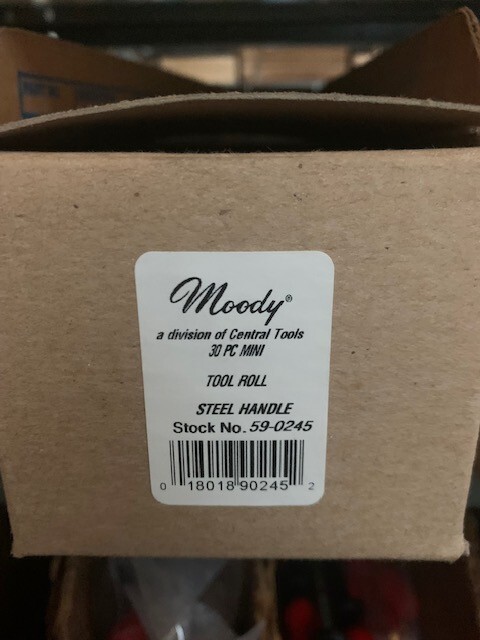 Moody®
a division of Central Tools
30 PC MINI
TOOL ROLL
STEEL HANDLE
Stock No. 59-0245
0 18018 90245 2